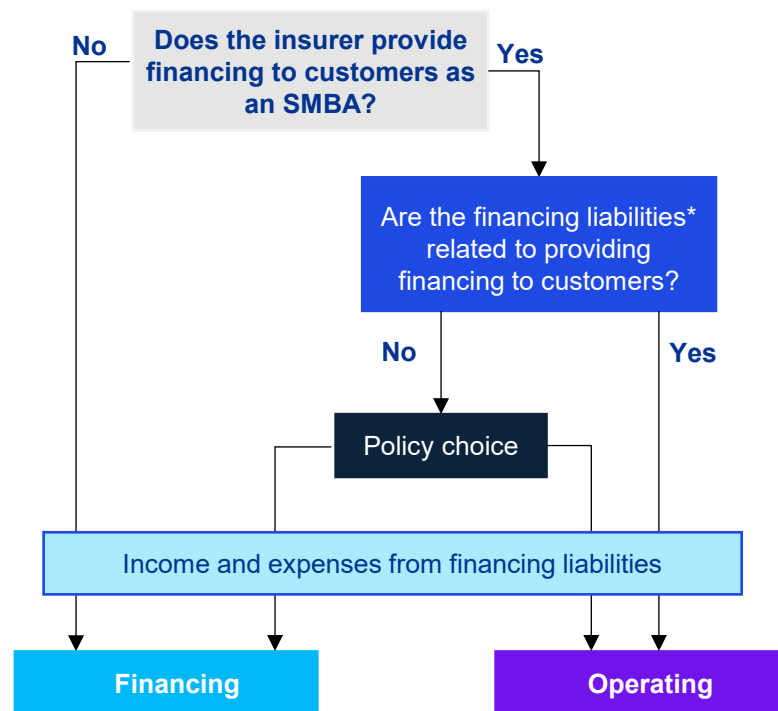 No
Does the insurer provide
financing to customers as
an SMBA?
Yes
Are the financing liabilities*
related to providing
financing to customers?
No
Yes
Policy choice
Income and expenses from financing liabilities
Financing
Operating